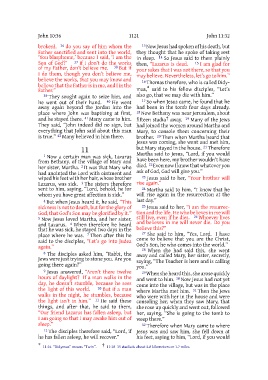 John 10:36 1121 John 11:32
broken), 36 do you say of him whom the
Father sanctified and sent into the world,
'You blaspheme,' because I said, 'I am the
Son of God?' 37 If I don't do the works
of my Father, don't believe me. 38 But if
I do them, though you don't believe me,
believe the works, that you may know and
believe that the Father is in me, and I in the
Father."
39 They sought again to seize him, and
he went out of their hand. 40 He went
away again beyond the Jordan into the
place where John was baptizing at first,
and he stayed there. 41 Many came to him.
They said, "John indeed did no sign, but
everything that John said about this man
is true." 42 Many believed in him there.
11
1 Now a certain man was sick, Lazarus
from Bethany, of the village of Mary and
her sister, Martha. 2 It was that Mary who
had anointed the Lord with ointment and
wiped his feet with her hair, whose brother
Lazarus, was sick. 3 The sisters therefore
sent to him, saying, "Lord, behold, he for
whom you have great affection is sick."
4 But when Jesus heard it, he said, "This
sickness is not to death, but for the glory of
God, that God's Son may be glorified by it."
5 Now Jesus loved Martha, and her sister,
and Lazarus. 6 When therefore he heard
that he was sick, he stayed two days in the
place where he was. 7 Then after this he
said to the disciples, "Let's go into Judea
again."
8 The disciples asked him, "Rabbi, the
Jews were just trying to stone you. Are you
going there again?"
9 Jesus answered, "Aren't there twelve
hours of daylight? If a man walks in the
day, he doesn't stumble, because he sees
the light of this world. 10 But if a man
walks in the night, he stumbles, because
the light isn't in him." 11 He said these
things, and after that, he said to them,
"Our friend Lazarus has fallen asleep, but
I am going so that I may awake him out of
sleep."
12 The disciples therefore said, "Lord, if
he has fallen asleep, he will recover."
13 Now Jesus had spoken of his death, but
they thought that he spoke of taking rest
in sleep. 14 So Jesus said to them plainly
then, "Lazarus is dead. 15 I am glad for
your sakes that I was not there, so that you
may believe. Nevertheless, let's go to him."
16 Thomas therefore, who is called Didymus,
said to his fellow disciples, "Let's
also go, that we may die with him."
17 So when Jesus came, he found that he
had been in the tomb four days already.
18 Now Bethany was near Jerusalem, about
fifteen stadia away. 19 Many of the Jews
had joined the women around Martha and
Mary, to console them concerning their
brother. 20 Then when Martha heard that
Jesus was coming, she went and met him,
but Mary stayed in the house. 21 Therefore
Martha said to Jesus, "Lord, if you would
have been here, my brother wouldn't have
died. 22 Even now I know that whatever you
ask of God, God will give you."
23 Jesus said to her, "Your brother will
rise again."
24 Martha said to him, "I know that he
will rise again in the resurrection at the
last day."
25 Jesus said to her, "I am the resurrection
and the life. He who believes in me will
still live, even if he dies. 26 Whoever lives
and believes in me will never die. Do you
believe this?"
27 She said to him, "Yes, Lord. I have
come to believe that you are the Christ,
God's Son, he who comes into the world."
28 When she had said this, she went
away and called Mary, her sister, secretly,
saying, "The Teacher is here and is calling
you."
29 When she heard this, she arose quickly
and went to him. 30 Now Jesus had not yet
come into the village, but was in the place
where Martha met him. 31 Then the Jews
who were with her in the house and were
consoling her, when they saw Mary, that
she rose up quickly and went out, followed
her, saying, "She is going to the tomb to
weep there."
32 Therefore when Mary came to where
Jesus was and saw him, she fell down at
his feet, saying to him, "Lord, if you would